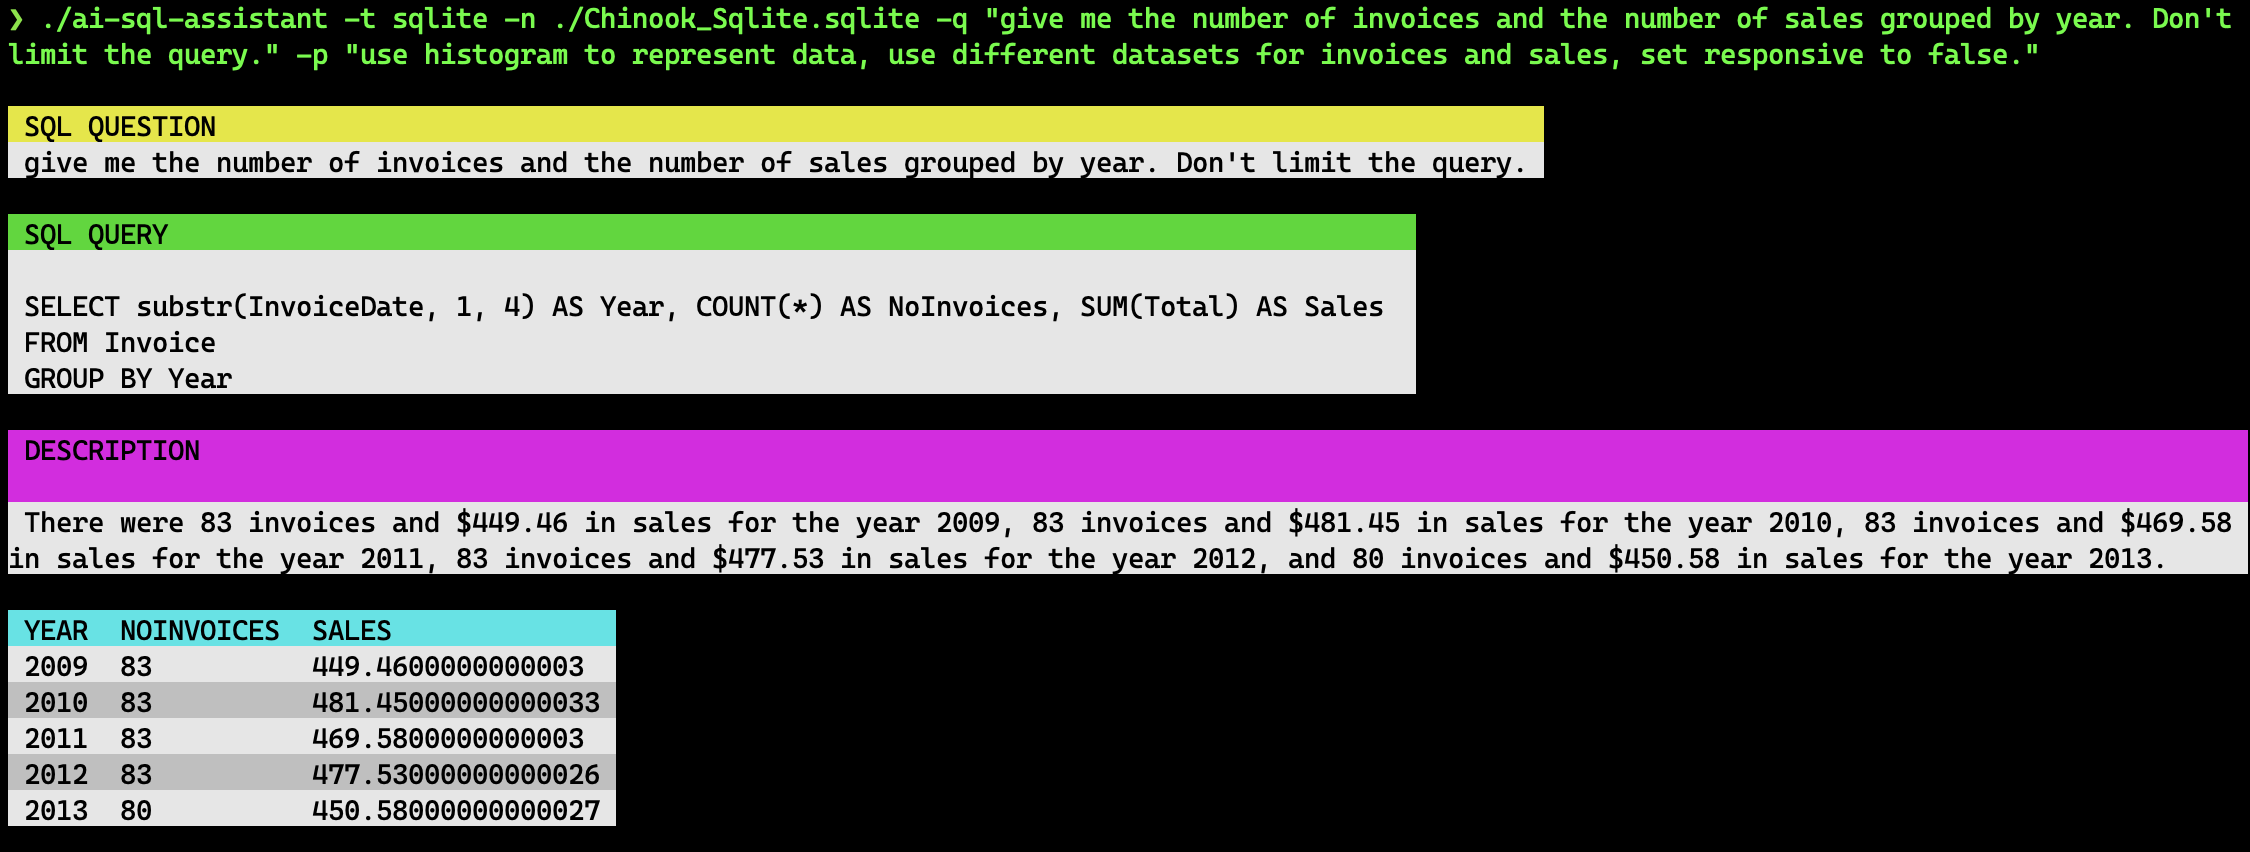 ❯ ./ai-sql-assistant -t sqlite -n ./Chinook_Sqlite.sqlite -q "give me the number of invoices and the number of sales grouped by year. Don't
limit the query." -p "use histogram to represent data, use different datasets for invoices and sales, set responsive to false."
SQL QUESTION
give me the number of invoices and the number of sales grouped by year. Don't limit the query.
SQL QUERY
SELECT substr(InvoiceDate, 1, 4) AS Year, COUNT(*) AS NoInvoices, SUM(Total) AS Sales
FROM Invoice
GROUP BY Year
DESCRIPTION
There were 83 invoices and $449.46 in sales for the year 2009, 83 invoices and $481.45 in sales for the year 2010, 83 invoices and $469.58
in sales for the year 2011, 83 invoices and $477.53 in sales for the year 2012, and 80 invoices and $450.58 in sales for the year 2013.
YEAR NOINVOICES SALES
2009 83 449.4600000000003
2010 83 481.45000000000033
2011 83 469.5800000000003
2012 83 477.53000000000026
2013 80 450.58000000000027